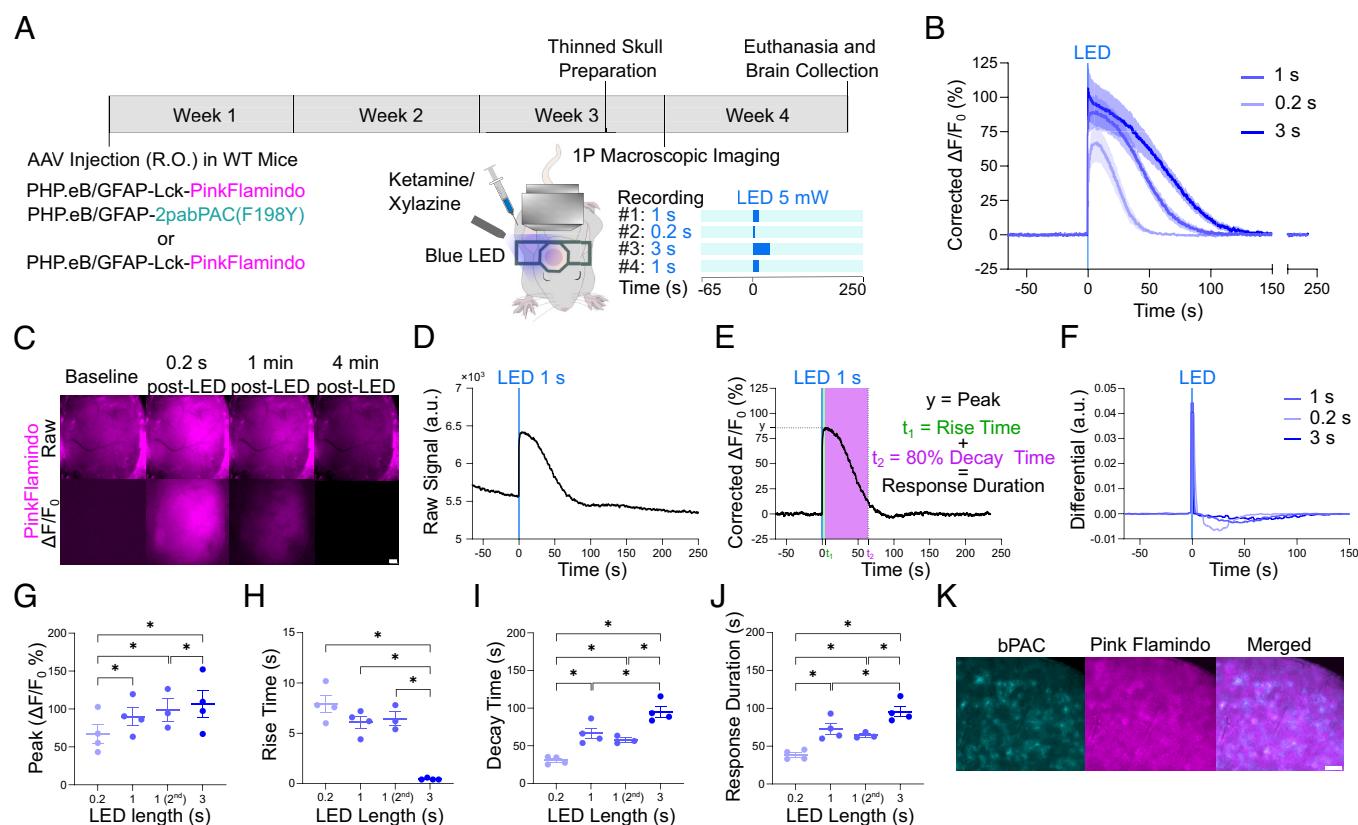 A
Thinned Skull
Preparation
Euthanasia and
Brain Collection
Week 1
Week 2
Week 3
Week 4
AAV Injection (R.O.) in WT Mice
PHP.eB/GFAP-Lck-PinkFlamindo
PHP.eB/GFAP-2pabPAC(F198Y)
or
PHP.eB/GFAP-Lck-PinkFlamindo
1P Macroscopic Imaging
Ketamine/
Xylazine
Blue LED
Recording
LED 5 mW
#1: 1 s
#2: 0.2 s
#3: 3 s
#4: 1 s
Time (s)
-65 0 250
B
LED
1 s
0.2 s
3 s
Corrected ΔF/F₀ (%)
125
100
75
50
25
0
-25
-50 0 50 100 150 250
Time (s)
C
Baseline
0.2 s
post-LED
1 min
post-LED
4 min
post-LED
PinkFlamindo
Raw
ΔF/F₀
D
×10³
LED 1 s
Raw Signal (a.u.)
7
6.5
6
5.5
5
-50 0 50 100 150 200 250
Time (s)
E
LED 1 s
Corrected ΔF/F₀ (%)
125
100
y
75
50
25
0
-25
y = Peak
t₁ = Rise Time
+
t₂ = 80% Decay Time
=
Response Duration
t₁ t₂
-50 0 50 100 150 200 250
Time (s)
F
LED
1 s
0.2 s
3 s
Differential (a.u.)
0.05
0.04
0.03
0.02
0.01
0.00
-0.01
-50 0 50 100 150
Time (s)
G
Peak (ΔF/F₀ %)
200
150
100
50
0
* * * *
0.2 1 1 (2ⁿᵈ) 3
LED length (s)
H
Rise Time (s)
15
10
5
0
* * *
0.2 1 1 (2ⁿᵈ) 3
LED Length (s)
I
Decay Time (s)
200
150
100
50
0
* * * * *
0.2 1 1 (2ⁿᵈ) 3
LED Length (s)
J
Response Duration (s)
200
150
100
50
0
* * * * *
0.2 1 1 (2ⁿᵈ) 3
LED Length (s)
K
bPAC
Pink Flamindo
Merged